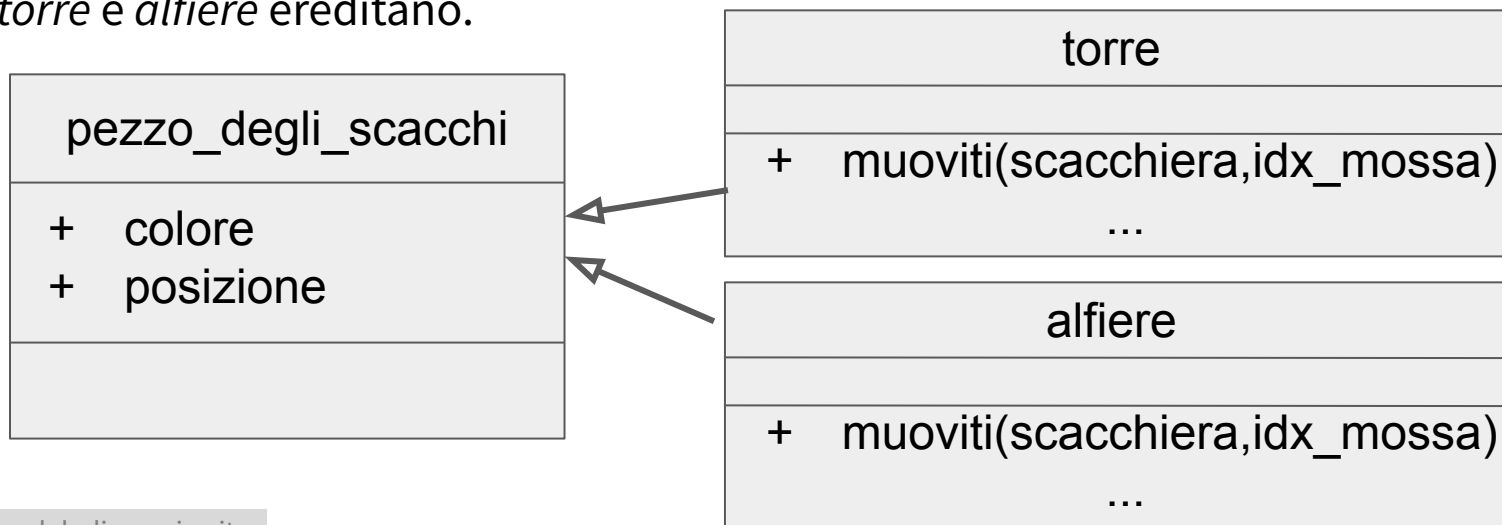 torre e alfiere ereditano.
pezzo_degli_scacchi
+ colore
+ posizione
torre
+ muoviti(scacchiera,idx_mossa)
...
alfiere
+ muoviti(scacchiera,idx_mossa)
...